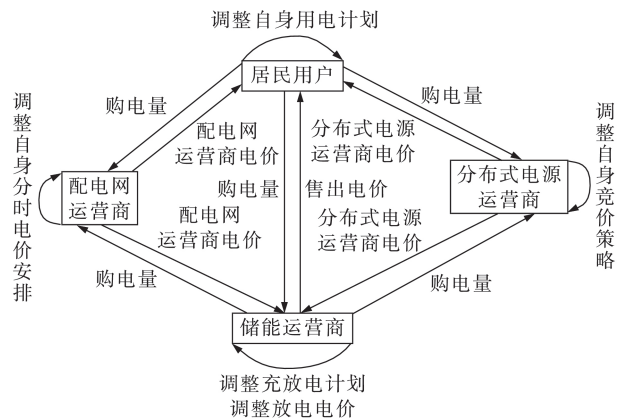 调整自身用电计划
居民用户
购电量
购电量
配电网
运营商电价
分布式电源
运营商电价
调整自身分时电价安排
配电网
运营商
购电量
售出电价
分布式电源
运营商
调整自身竞价策略
配电网
运营商电价
分布式电源
运营商电价
购电量
购电量
储能运营商
调整充放电计划
调整放电电价